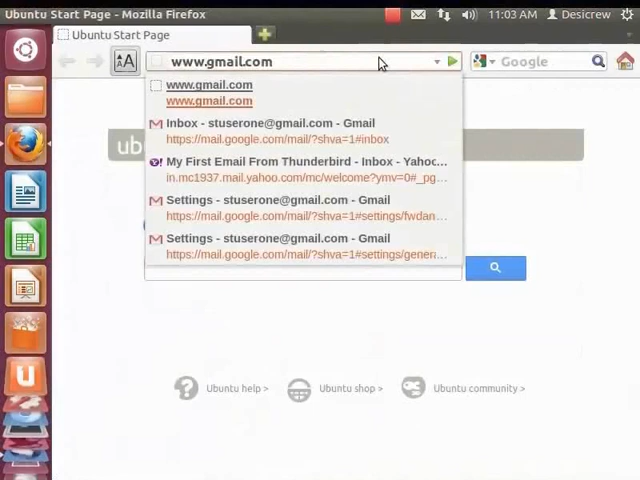 Ubuntu Start Page - Mozilla Firefox
11:03 AM
Desicrew
Ubuntu Start Page
www.gmail.com
Google
www.gmail.com
www.gmail.com
Inbox - stuserone@gmail.com - Gmail
https://mail.google.com/mail/?shva=1#inbox
My First Email From Thunderbird - Inbox - Yahoo...
in.mc1937.mail.yahoo.com/mc/welcome?ymv=0#_pg...
Settings - stuserone@gmail.com - Gmail
https://mail.google.com/mail/?shva=1#settings/fwdan...
Settings - stuserone@gmail.com - Gmail
https://mail.google.com/mail/?shva=1#settings/gener...
ub
Ubuntu help >
Ubuntu shop >
Ubuntu community >